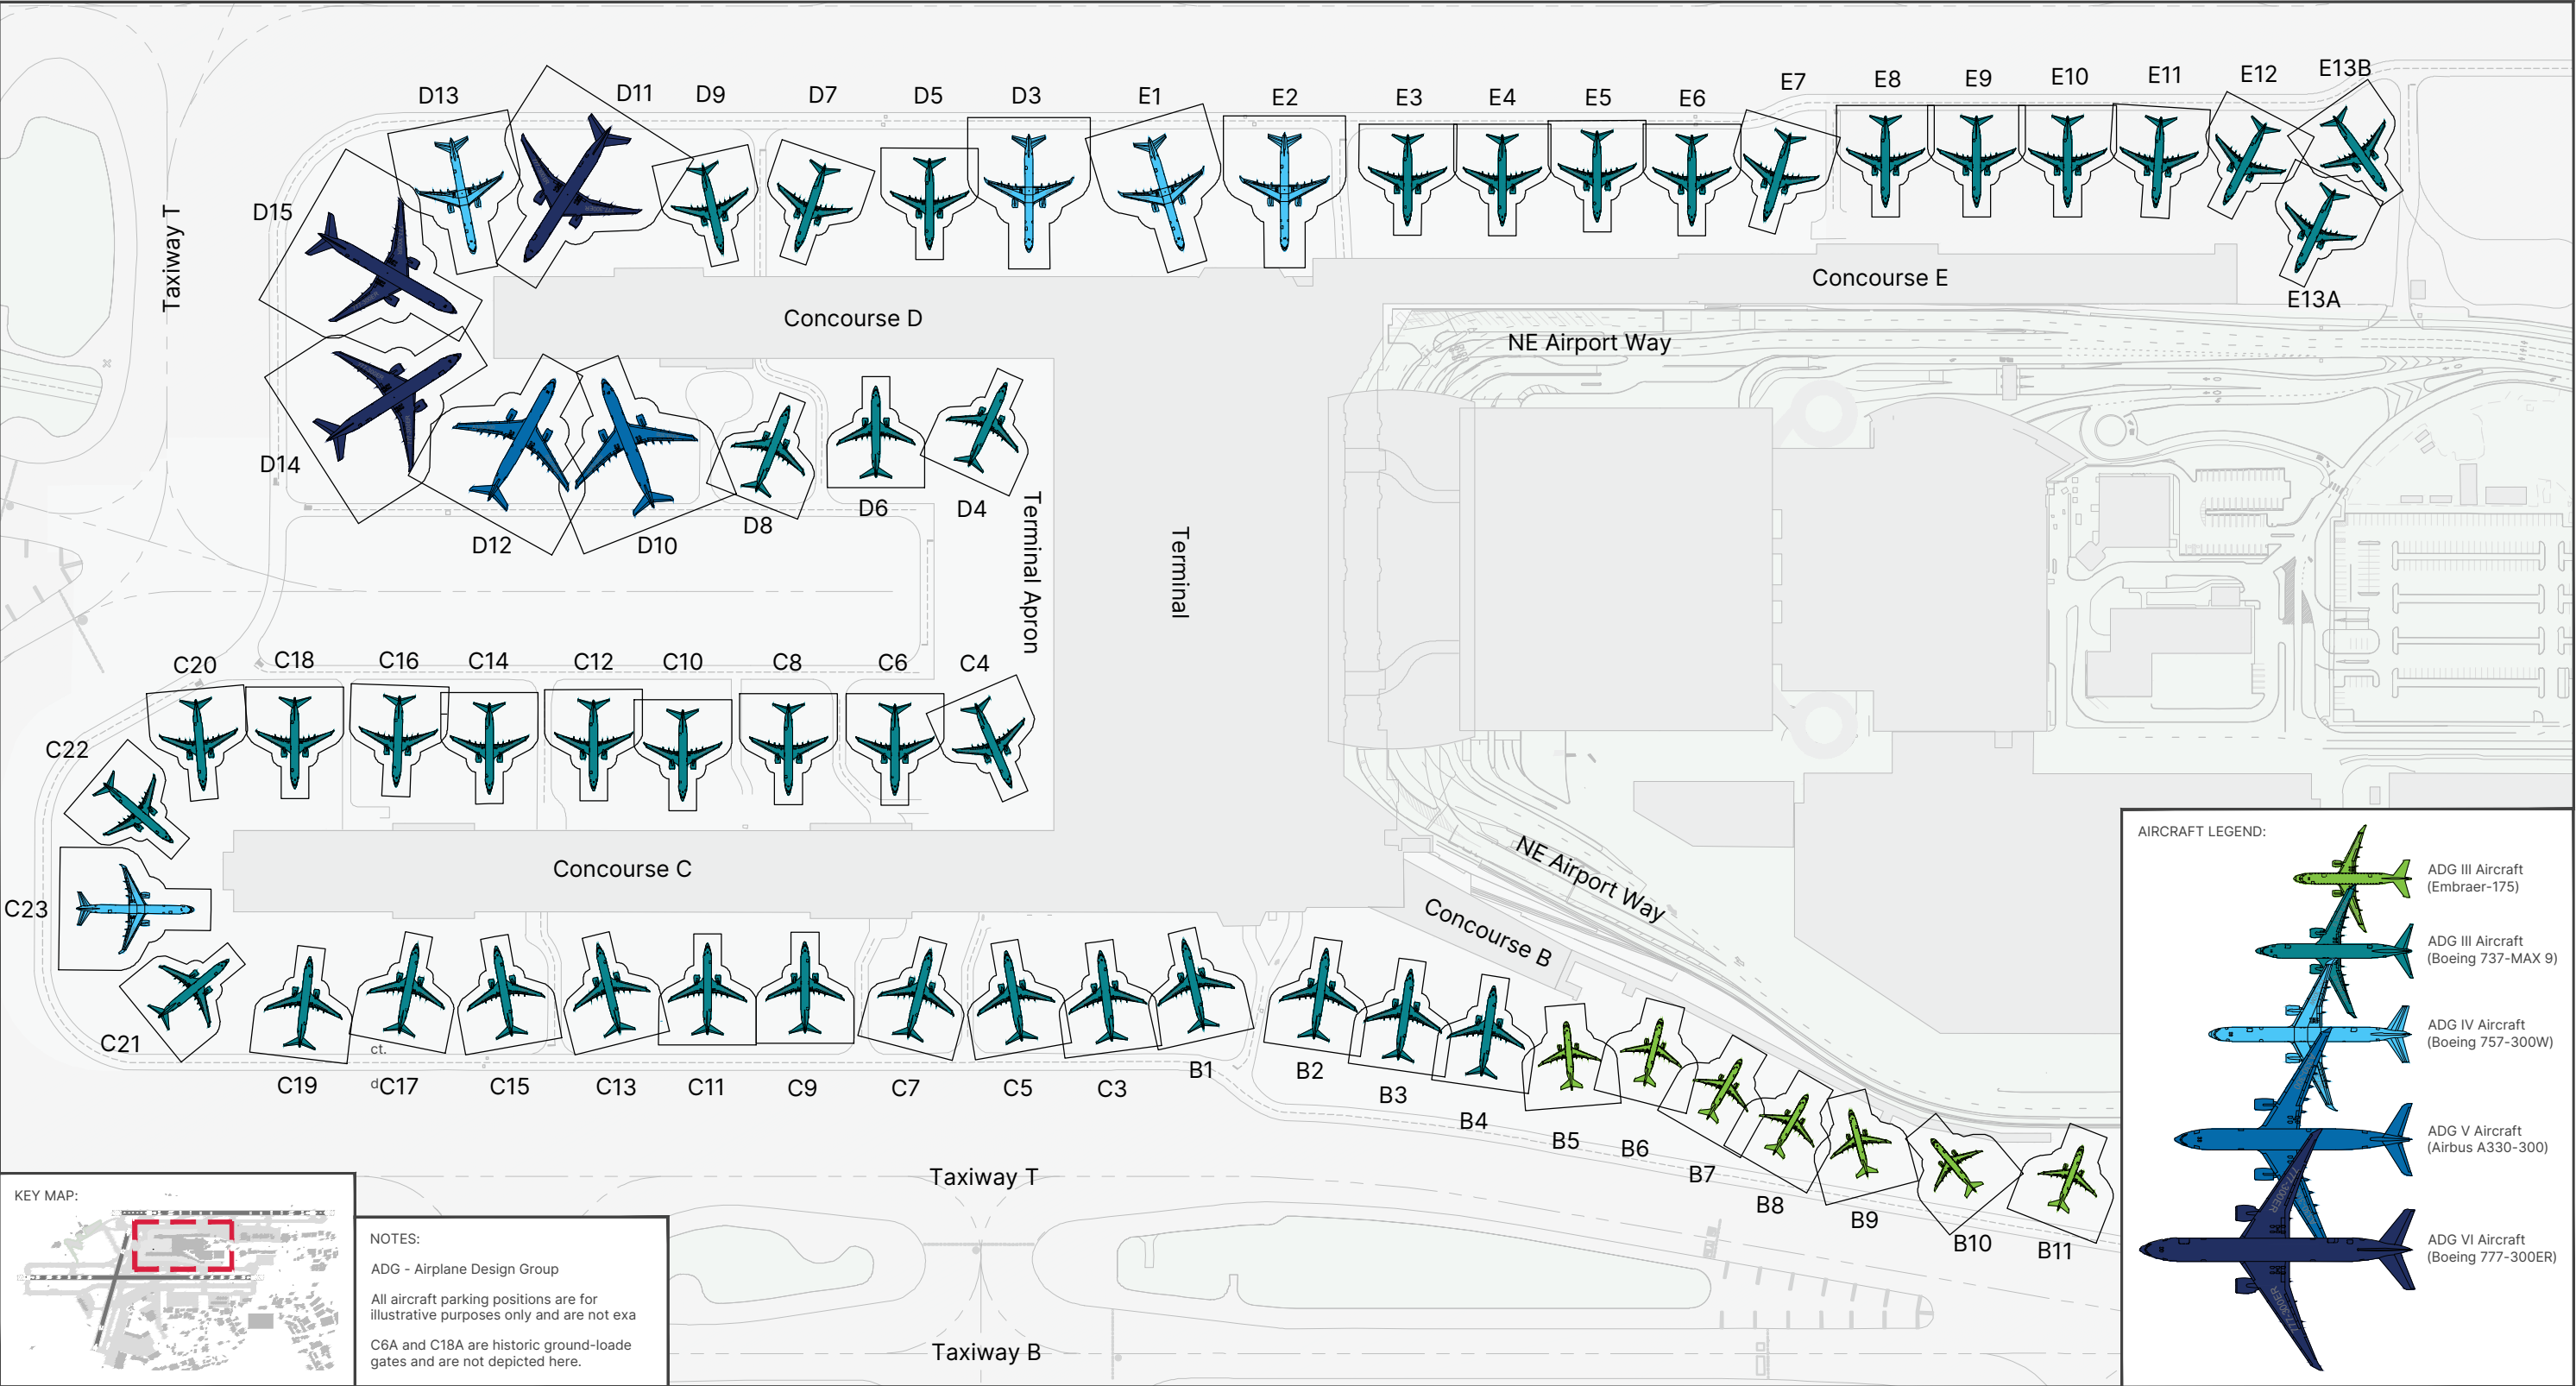 D13
D11
D9
D7
D5
D3
E1
E2
E3
E4
E5
E6
E7
E8
E9
E10
E11
E12
E13B
D15
Taxiway T
Concourse D
Concourse E
E13A
NE Airport Way
D14
D12
D10
D8
D6
D4
Terminal Apron
Terminal
C20
C18
C16
C14
C12
C10
C8
C6
C4
C22
Concourse C
C23
NE Airport Way
Concourse B
C21
ct.
C19
dC17
C15
C13
C11
C9
C7
C5
C3
B1
B2
B3
B4
B5
B6
B7
B8
B9
B10
B11
Taxiway T
Taxiway B
AIRCRAFT LEGEND:
ADG III Aircraft
(Embraer-175)
ADG III Aircraft
(Boeing 737-MAX 9)
ADG IV Aircraft
(Boeing 757-300W)
ADG V Aircraft
(Airbus A330-300)
ADG VI Aircraft
(Boeing 777-300ER)
777-300ER
777-300ER
KEY MAP:
NOTES:
ADG - Airplane Design Group
All aircraft parking positions are for
illustrative purposes only and are not exa
C6A and C18A are historic ground-loade
gates and are not depicted here.